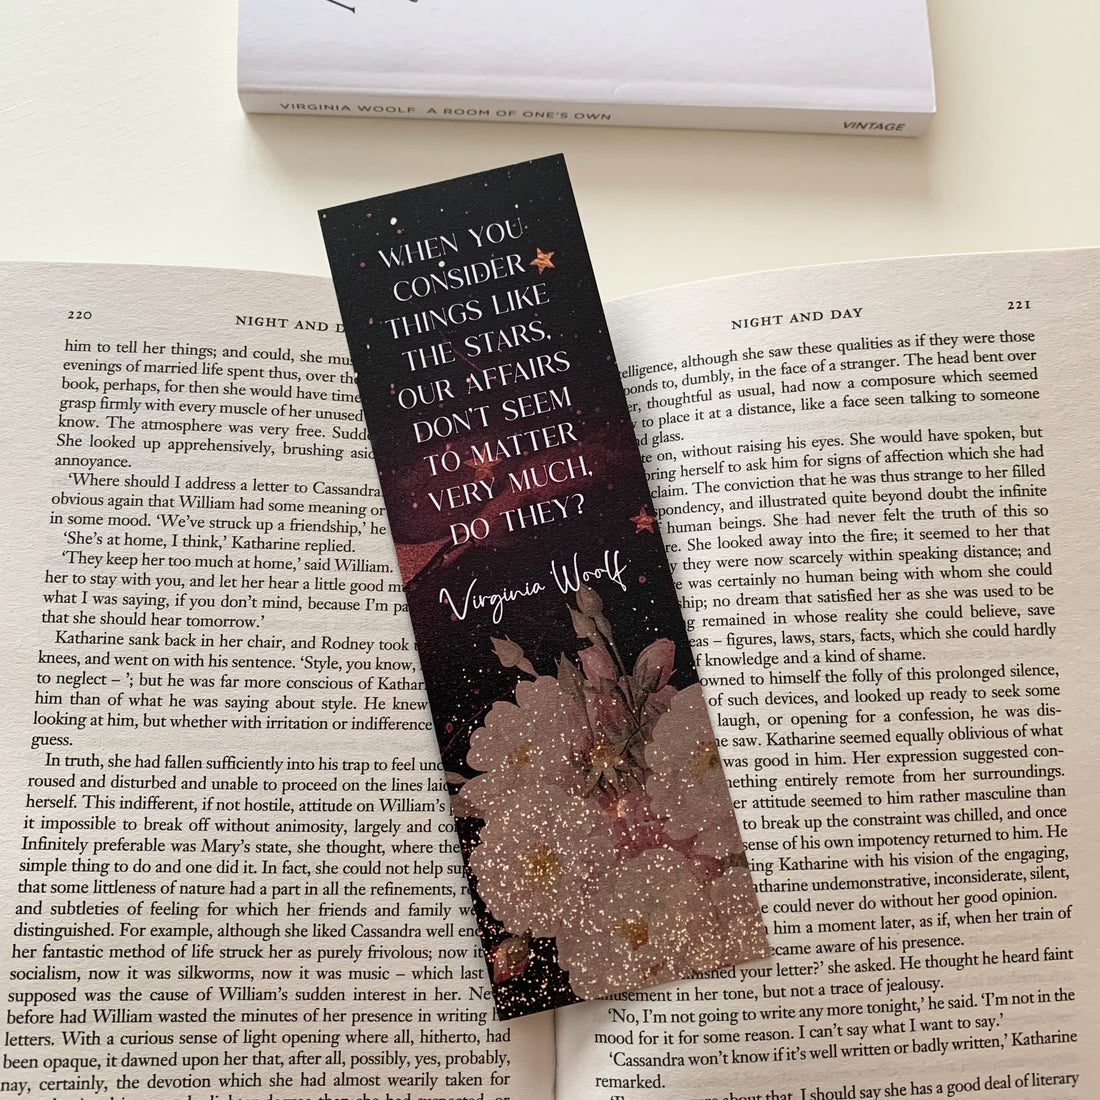 VIRGINIA WOOLF A ROOM OF ONE'S OWN
VINTAGE
WHEN YOU
CONSIDER
THINGS LIKE
THE STARS,
OUR AFFAIRS
DON'T SEEM
TO MATTER
VERY MUCH,
DO THEY?
Virginia Woolf
220
NIGHT AND D
him to tell her things; and could, she mu
evenings of married life spent thus, over the
book, perhaps, for then she would have time
grasp firmly with every muscle of her unused
know. The atmosphere was very free. Sudd
She looked up apprehensively, brushing asid
annoyance.
'Where should I address a letter to Cassandra
obvious again that William had some meaning or
in some mood. 'We've struck up a friendship,' he
'She's at home, I think,' Katharine replied.
'They keep her too much at home,' said William.
her to stay with you, and let her hear a little good m
what I was saying, if you don't mind, because I'm pa
that she should hear tomorrow.'
Katharine sank back in her chair, and Rodney took
knees, and went on with his sentence. 'Style, you know,
to neglect – '; but he was far more conscious of Kathar
him than of what he was saying about style. He knew
looking at him, but whether with irritation or indifference
guess.
In truth, she had fallen sufficiently into his trap to feel unc
roused and disturbed and unable to proceed on the lines laid
herself. This indifferent, if not hostile, attitude on William's
it impossible to break off without animosity, largely and co
Infinitely preferable was Mary's state, she thought, where the
simple thing to do and one did it. In fact, she could not help su
that some littleness of nature had a part in all the refinements, r
and subtleties of feeling for which her friends and family we
distinguished. For example, although she liked Cassandra well eno
her fantastic method of life struck her as purely frivolous; now it
socialism, now it was silkworms, now it was music – which last
supposed was the cause of William's sudden interest in her. Ne
before had William wasted the minutes of her presence in writing
letters. With a curious sense of light opening where all, hitherto, had
been opaque, it dawned upon her that, after all, possibly, yes, probably,
nay, certainly, the devotion which she had almost wearily taken for
221
NIGHT AND DAY
elligence, although she saw these qualities as if they were those
onds to, dumbly, in the face of a stranger. The head bent over
er, thoughtful as usual, had now a composure which seemed
to place it at a distance, like a face seen talking to someone
d glass.
te on, without raising his eyes. She would have spoken, but
bring herself to ask him for signs of affection which she had
claim. The conviction that he was thus strange to her filled
spondency, and illustrated quite beyond doubt the infinite
human beings. She had never felt the truth of this so
re. She looked away into the fire; it seemed to her that
y they were now scarcely within speaking distance; and
e was certainly no human being with whom she could
ship; no dream that satisfied her as she was used to be
g remained in whose reality she could believe, save
eas – figures, laws, stars, facts, which she could hardly
f knowledge and a kind of shame.
owned to himself the folly of this prolonged silence,
of such devices, and looked up ready to seek some
laugh, or opening for a confession, he was dis-
he saw. Katharine seemed equally oblivious of what
was good in him. Her expression suggested con-
nething entirely remote from her surroundings.
er attitude seemed to him rather masculine than
to break up the constraint was chilled, and once
sense of his own impotency returned to him. He
ing Katharine with his vision of the engaging,
atharine undemonstrative, inconsiderate, silent,
e could never do without her good opinion.
him a moment later, as if, when her train of
ecame aware of his presence.
nished your letter?' she asked. He thought he heard faint
musement in her tone, but not a trace of jealousy.
'No, I'm not going to write any more tonight,' he said. 'I'm not in the
mood for it for some reason. I can't say what I want to say.'
'Cassandra won't know if it's well written or badly written,' Katharine
remarked.
about that. I should say she has a good deal of literary